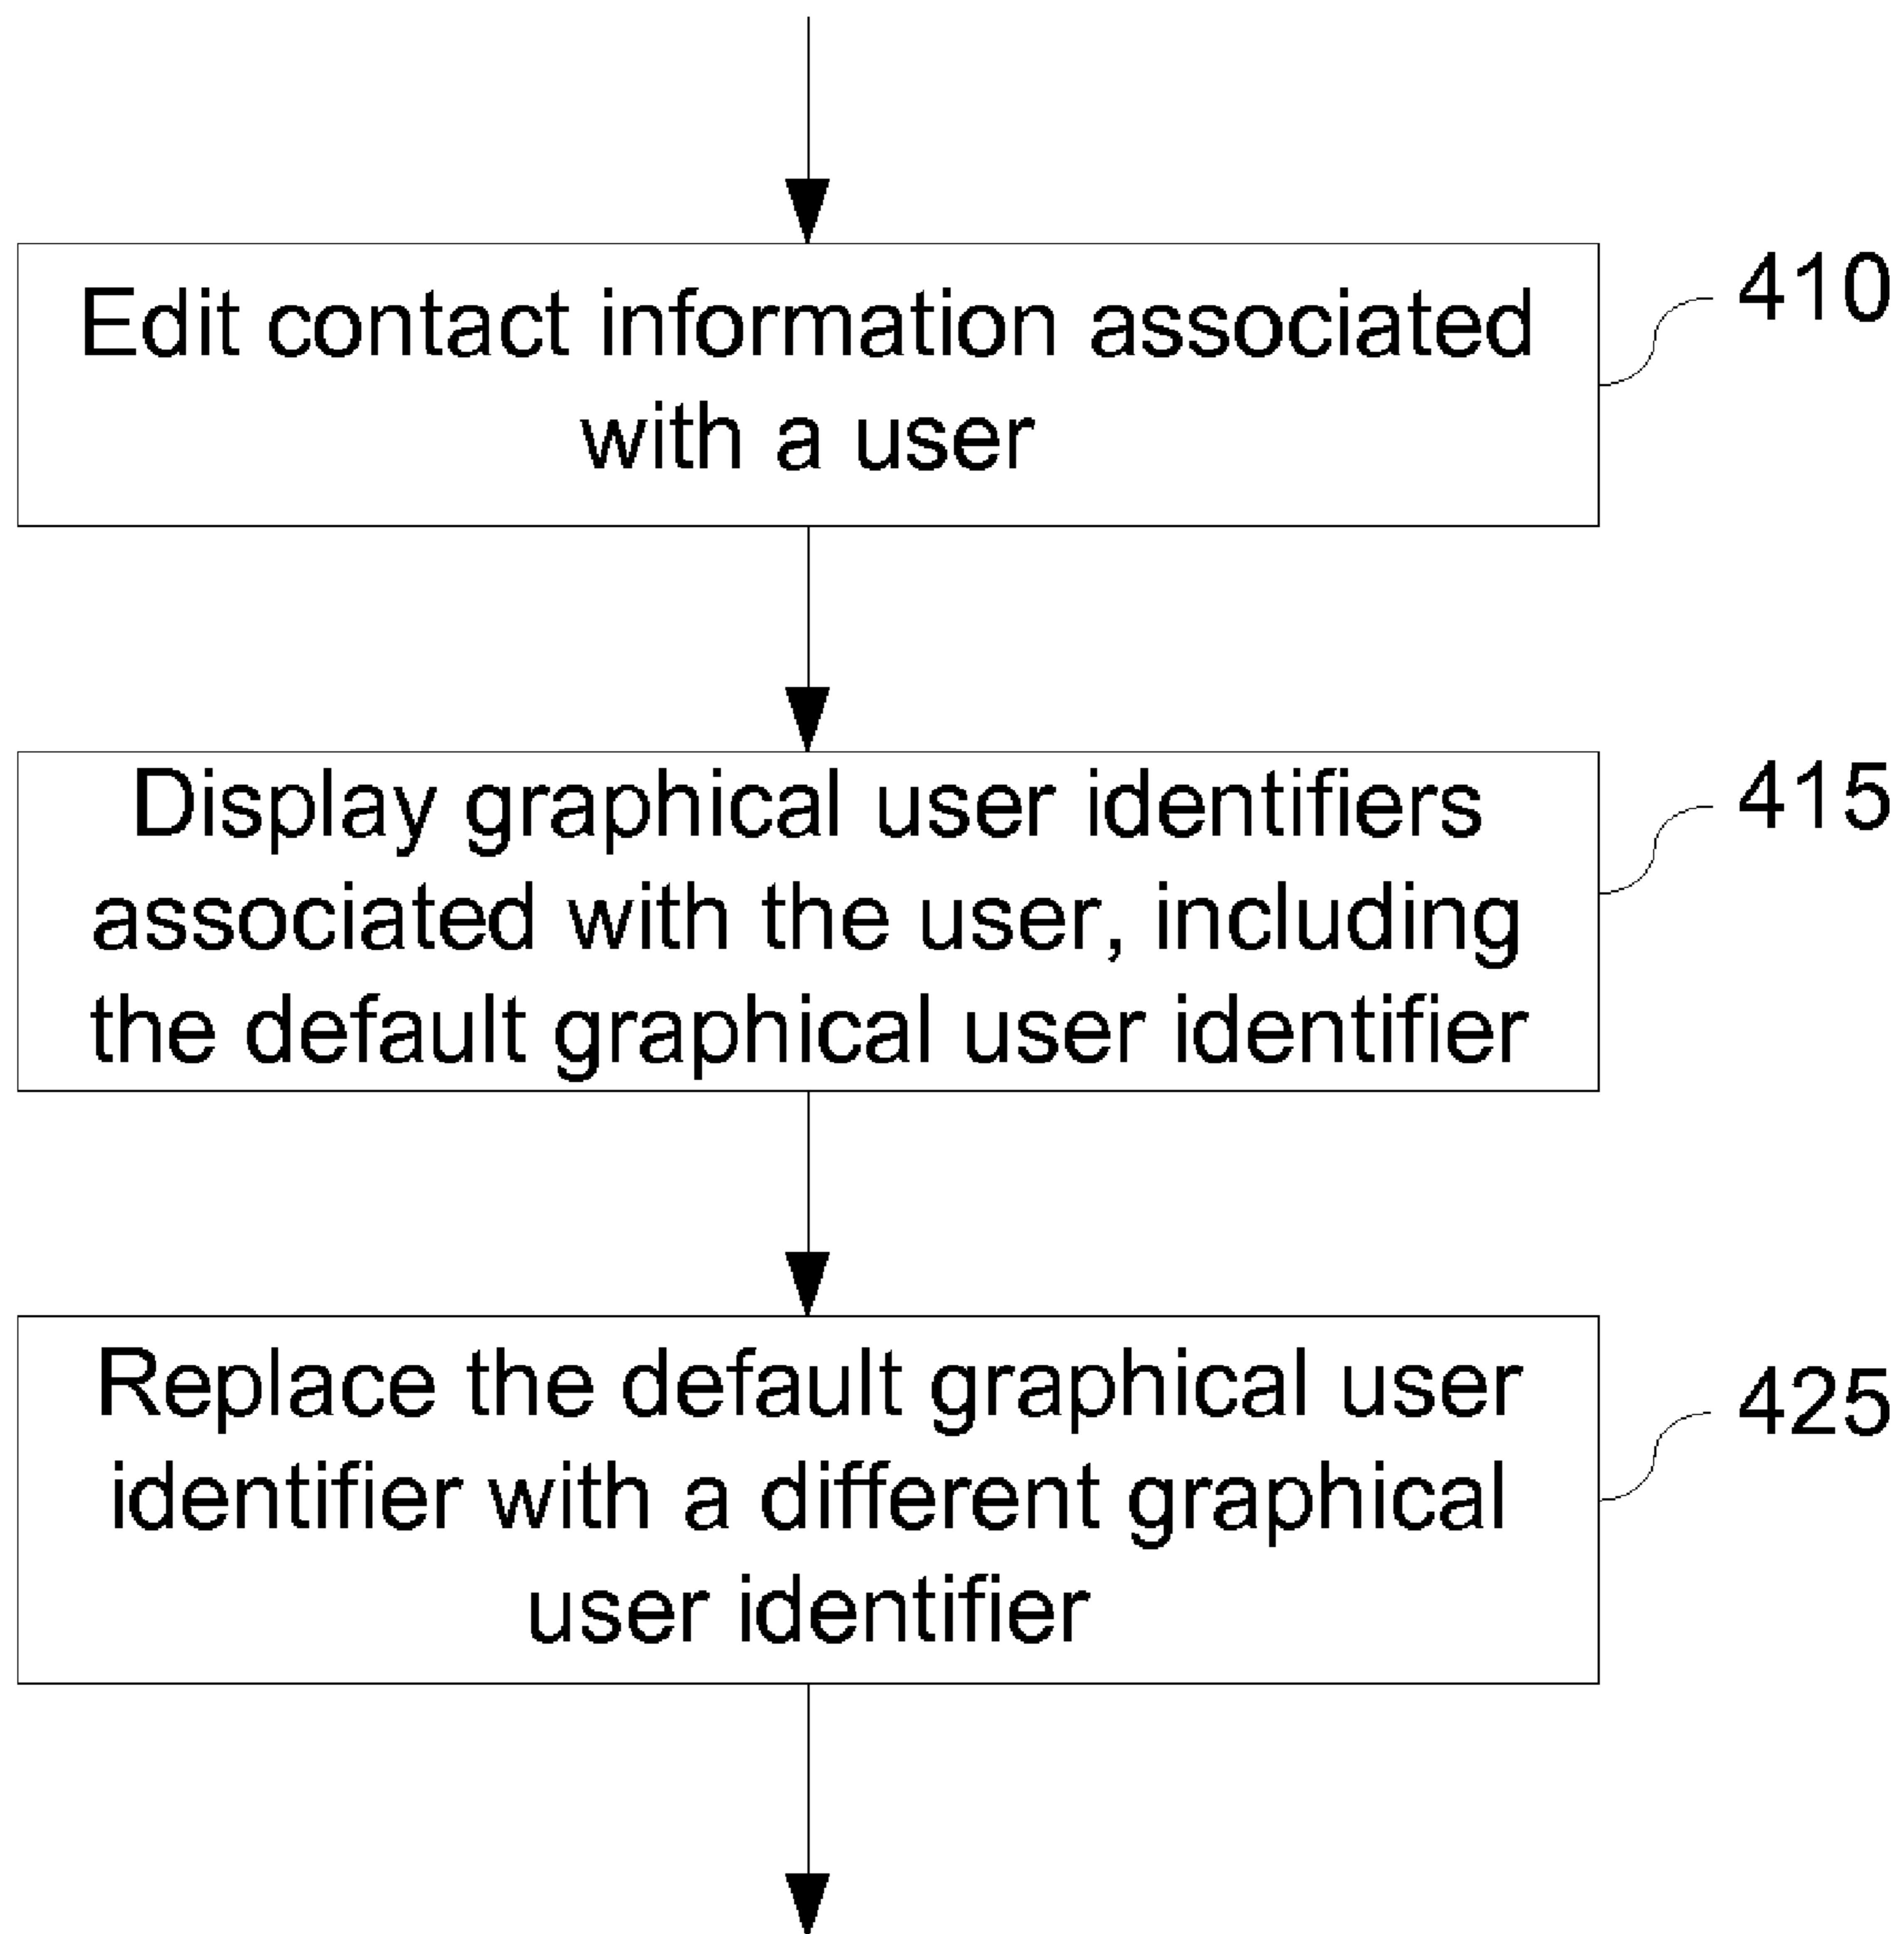 Edit contact information associated
with a user
410
Display graphical user identifiers
associated with the user, including
the default graphical user identifier
415
Replace the default graphical user
identifier with a different graphical
user identifier
425